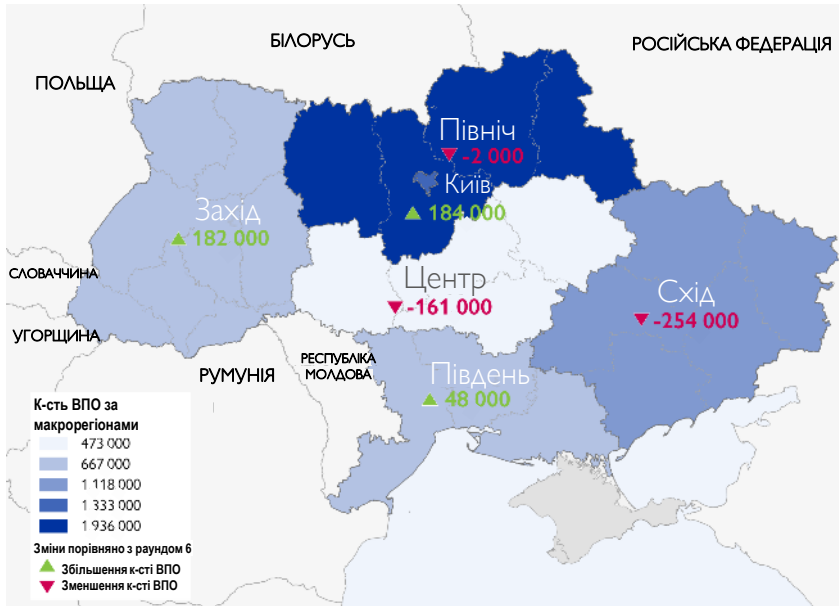 БІЛОРУСЬ
РОСІЙСЬКА ФЕДЕРАЦІЯ
ПОЛЬЩА
Північ
-2 000
Київ
184 000
Захід
182 000
СЛОВАЧЧИНА
Центр
-161 000
Схід
-254 000
УГОРЩИНА
РЕСПУБЛІКА
МОЛДОВА
РУМУНІЯ
Південь
48 000
К-сть ВПО за
макрорегіонами
473 000
667 000
1 118 000
1 333 000
1 936 000
Зміни порівняно з раундом 6
Збільшення к-сті ВПО
Зменшення к-сті ВПО